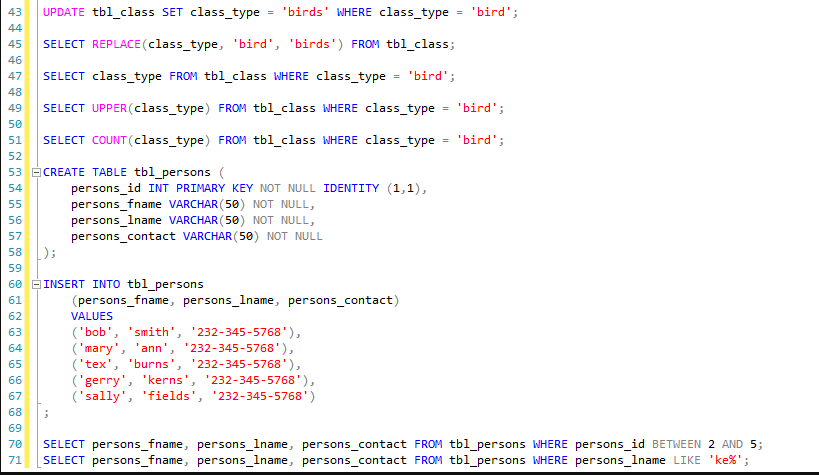 43 UPDATE tbl_class SET class_type = 'birds' WHERE class_type = 'bird';
44
45 SELECT REPLACE(class_type, 'bird', 'birds') FROM tbl_class;
46
47 SELECT class_type FROM tbl_class WHERE class_type = 'bird';
48
49 SELECT UPPER(class_type) FROM tbl_class WHERE class_type = 'bird';
50
51 SELECT COUNT(class_type) FROM tbl_class WHERE class_type = 'bird';
52
53 CREATE TABLE tbl_persons (
54 persons_id INT PRIMARY KEY NOT NULL IDENTITY (1,1),
55 persons_fname VARCHAR(50) NOT NULL,
56 persons_lname VARCHAR(50) NOT NULL,
57 persons_contact VARCHAR(50) NOT NULL
58 );
59
60 INSERT INTO tbl_persons
61 (persons_fname, persons_lname, persons_contact)
62 VALUES
63 ('bob', 'smith', '232-345-5768'),
64 ('mary', 'ann', '232-345-5768'),
65 ('tex', 'burns', '232-345-5768'),
66 ('gerry', 'kerns', '232-345-5768'),
67 ('sally', 'fields', '232-345-5768')
68 ;
69
70 SELECT persons_fname, persons_lname, persons_contact FROM tbl_persons WHERE persons_id BETWEEN 2 AND 5;
71 SELECT persons_fname, persons_lname, persons_contact FROM tbl_persons WHERE persons_lname LIKE 'ke%';